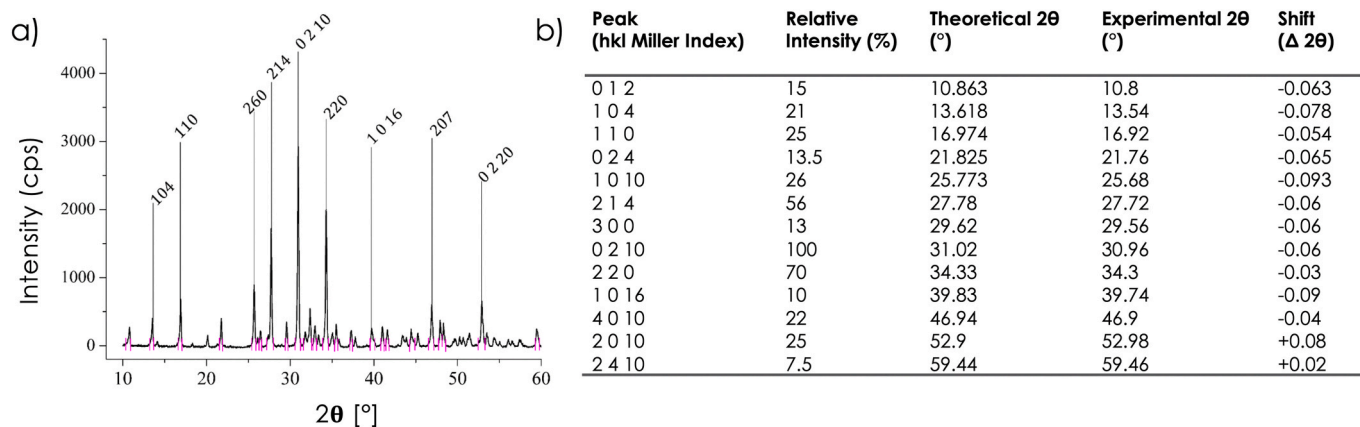 a)
Intensity (cps)
4000
3000
2000
1000
0
104
110
260
214
0 2 10
220
1 0 16
207
0 2 20
10 20 30 40 50 60
2θ [°]
b)
Peak Relative Theoretical 2θ Experimental 2θ Shift
(hkl Miller Index) Intensity (%) (°) (°) (Δ 2θ)
0 1 2 15 10.863 10.8 -0.063
1 0 4 21 13.618 13.54 -0.078
1 1 0 25 16.974 16.92 -0.054
0 2 4 13.5 21.825 21.76 -0.065
1 0 10 26 25.773 25.68 -0.093
2 1 4 56 27.78 27.72 -0.06
3 0 0 13 29.62 29.56 -0.06
0 2 10 100 31.02 30.96 -0.06
2 2 0 70 34.33 34.3 -0.03
1 0 16 10 39.83 39.74 -0.09
4 0 10 22 46.94 46.9 -0.04
2 0 10 25 52.9 52.98 +0.08
2 4 10 7.5 59.44 59.46 +0.02